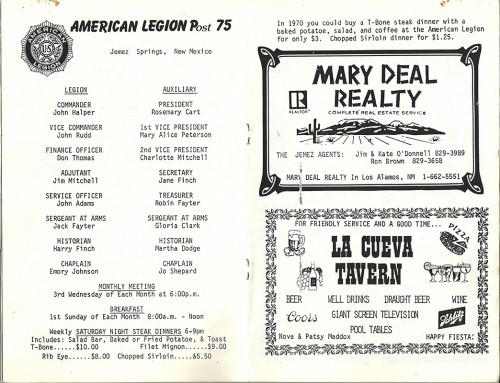 AMERICAN LEGION Post 75
Jemez Springs, New Mexico
LEGION
COMMANDER
John Halper
VICE COMMANDER
John Rudd
FINANCE OFFICER
Don Thomas
ADJUTANT
Jim Mitchell
SERVICE OFFICER
John Adams
SERGEANT AT ARMS
Jack Fayter
HISTORIAN
Harry Finch
CHAPLAIN
Emory Johnson
AUXILIARY
PRESIDENT
Rosemary Cart
1st VICE PRESIDENT
Mary Alice Peterson
2nd VICE PRESIDENT
Charlotte Mitchell
SECRETARY
Jane Finch
TREASURER
Robin Fayter
SERGEANT AT ARMS
Gloria Clark
HISTORIAN
Martha Dodge
CHAPLAIN
Jo Shepard
MONTHLY MEETING
3rd Wednesday of Each Month at 6:00p.m.
BREAKFAST
1st Sunday of Each Month 8:00a.m. - Noon
Weekly SATURDAY NIGHT STEAK DINNERS 6-9pm
Includes: Salad Bar, Baked or Fried Potatoe, & Toast
T-Bone.....$10.00 Filet Mignon.....$9.00
Rib Eye......$8.00 Chopped Sirloin....$5.50
In 1970 you could buy a T-Bone steak dinner with a
baked potatoe, salad, and coffee at the American Legion
for only $3. Chopped Sirloin dinner for $1.25.
MARY DEAL
REALTY
REALTOR
COMPLETE REAL ESTATE SERVICE
THE JEMEZ AGENTS: Jim & Kate O'Donnell 829-3989
Ron Brown 829-3658
MARY DEAL REALTY In Los Alamos, NM 1-662-5551
FOR FRIENDLY SERVICE AND A GOOD TIME...
PIZZA
LA CUEVA
TAVERN
BEER WELL DRINKS DRAUGHT BEER WINE
Coors GIANT SCREEN TELEVISION Schlitz
POOL TABLES
Nova & Patsy Maddox HAPPY FIESTA!